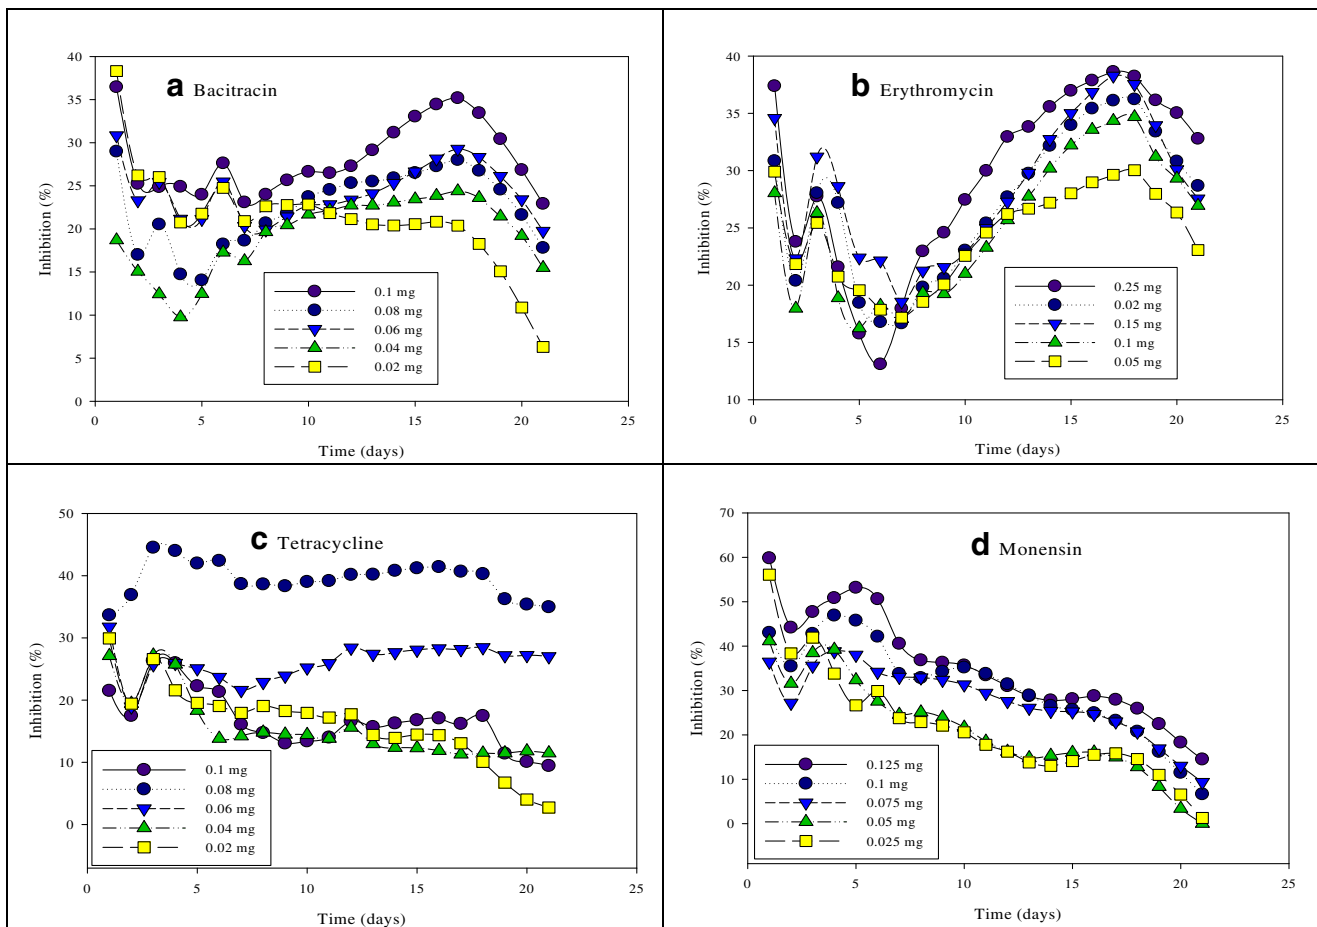 40
35
30
25
20
15
10
5
0
Inhibition (%)
a Bacitracin
0.1 mg
0.08 mg
0.06 mg
0.04 mg
0.02 mg
0 5 10 15 20 25
Time (days)
40
35
30
25
20
15
10
Inhibition (%)
b Erythromycin
0.25 mg
0.02 mg
0.15 mg
0.1 mg
0.05 mg
0 5 10 15 20 25
Time (days)
50
40
30
20
10
0
Inhibition (%)
c Tetracycline
0.1 mg
0.08 mg
0.06 mg
0.04 mg
0.02 mg
0 5 10 15 20 25
Time (days)
70
60
50
40
30
20
10
0
Inhibition (%)
d Monensin
0.125 mg
0.1 mg
0.075 mg
0.05 mg
0.025 mg
0 5 10 15 20 25
Time (days)